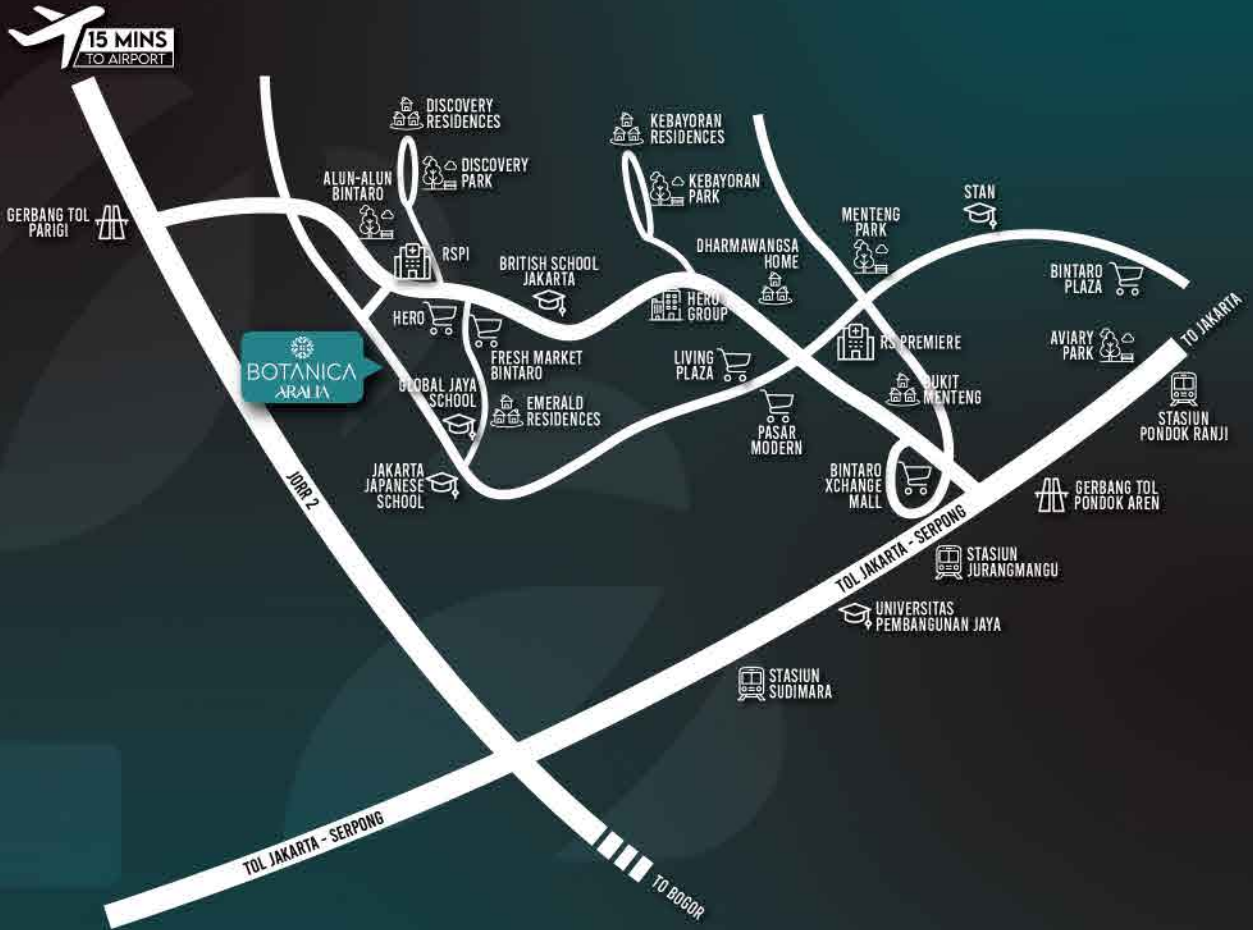 15 MINS
TO AIRPORT
DISCOVERY
RESIDENCES
KEBAYORAN
RESIDENCES
ALUN-ALUN
BINTARO
DISCOVERY
PARK
KEBAYORAN
PARK
STAN
GERBANG TOL
PARIGI
MENTENG
PARK
RSPI
BRITISH SCHOOL
JAKARTA
DHARMAWANGSA
HOME
BINTARO
PLAZA
HERO
HERO
GROUP
TO JAKARTA
BOTANICA
ARALIA
FRESH MARKET
BINTARO
LIVING
PLAZA
RS PREMIERE
AVIARY
PARK
GLOBAL JAYA
SCHOOL
EMERALD
RESIDENCES
BUKIT
MENTENG
STASIUN
PONDOK RANJI
PASAR
MODERN
JAKARTA
JAPANESE
SCHOOL
JORR 2
BINTARO
XCHANGE
MALL
GERBANG TOL
PONDOK AREN
TOL JAKARTA - SERPONG
STASIUN
JURANGMANGU
UNIVERSITAS
PEMBANGUNAN JAYA
STASIUN
SUDIMARA
TOL JAKARTA - SERPONG
TO BOGOR